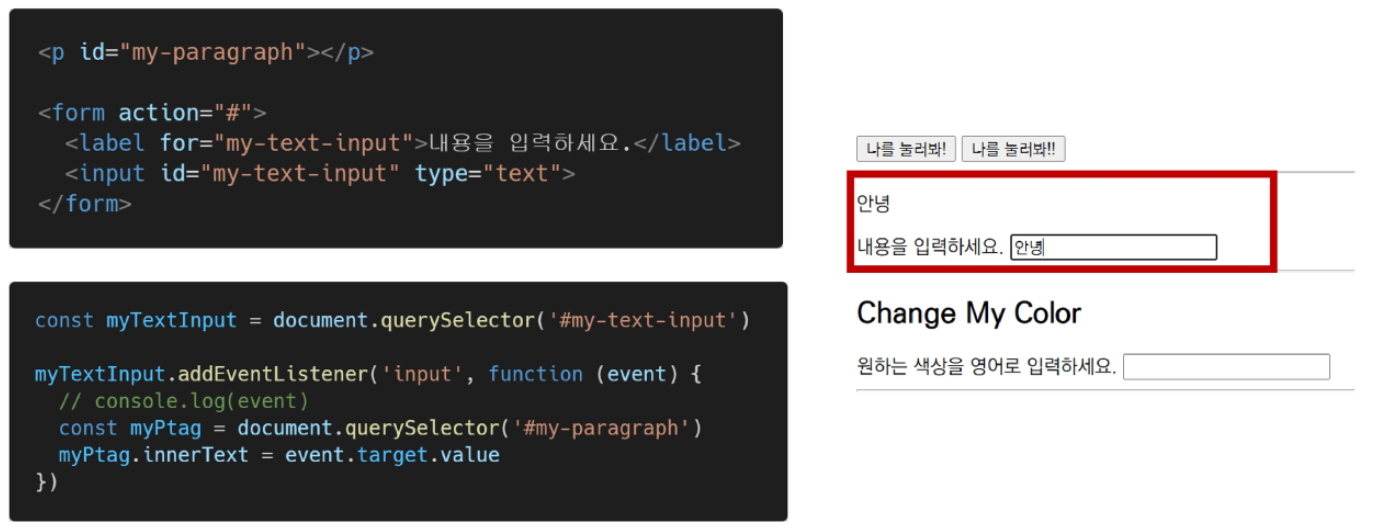 <p id="my-paragraph"></p>
<form action="#">
  <label for="my-text-input">내용을 입력하세요.</label>
  <input id="my-text-input" type="text">
</form>
const myTextInput = document.querySelector('#my-text-input')
myTextInput.addEventListener('input', function (event) {
  // console.log(event)
  const myPtag = document.querySelector('#my-paragraph')
  myPtag.innerText = event.target.value
})
나를 눌러봐! 나를 눌러봐!!
안녕
내용을 입력하세요. 안녕
Change My Color
원하는 색상을 영어로 입력하세요.